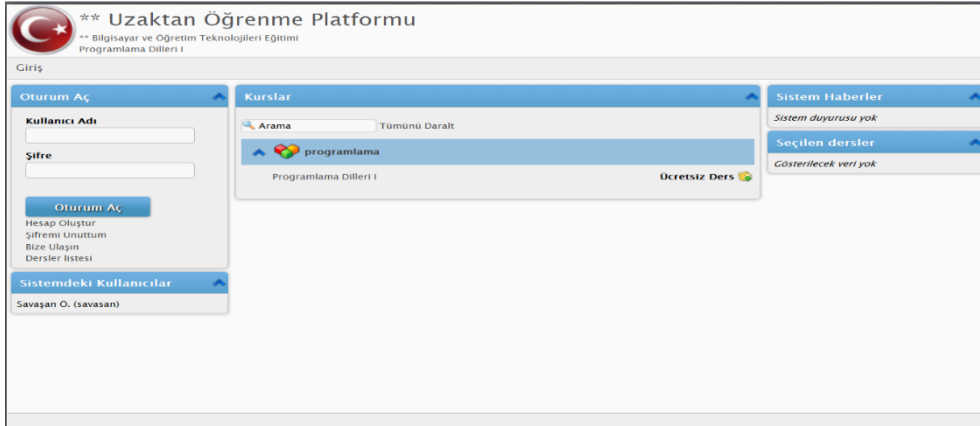 ** Uzaktan Öğrenme Platformu
** Bilgisayar ve Öğretim Teknolojileri Eğitimi
Programlama Dilleri I
Giriş
Oturum Aç
Kullanıcı Adı
Şifre
Oturum Aç
Hesap Oluştur
Şifremi Unuttum
Bize Ulaşın
Dersler listesi
Sistemdeki Kullanıcılar
Savaşan O. (savasan)
Kurslar
Arama Tümünü Daralt
programlama
Programlama Dilleri I Ücretsiz Ders
Sistem Haberler
Sistem duyurusu yok
Seçilen dersler
Gösterilecek veri yok